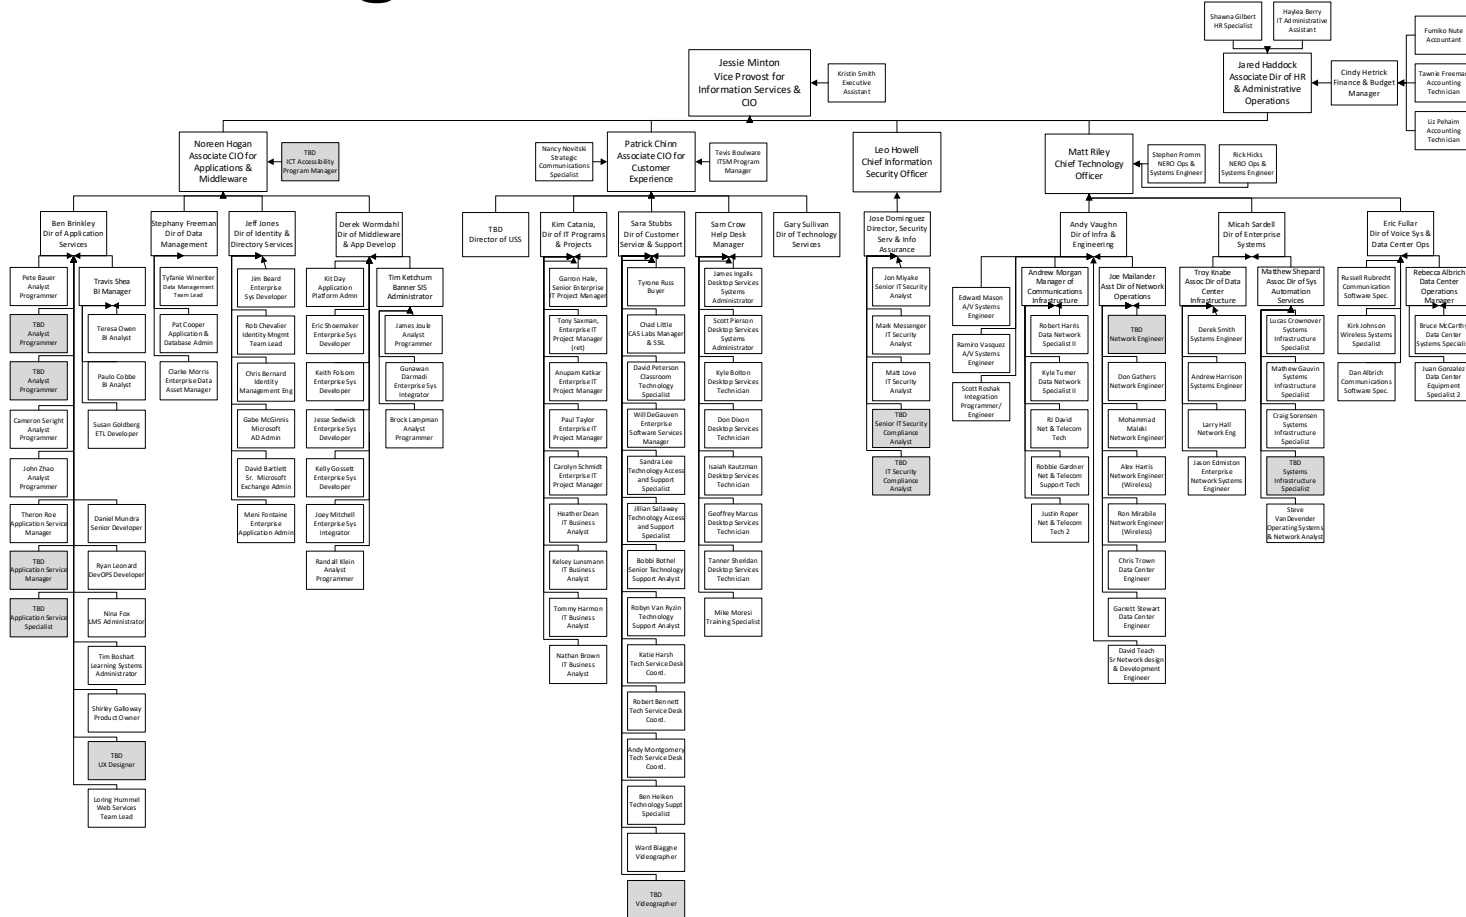 Shawna Gilbert
HR Specialist
Haylea Berry
IT Administrative
Assistant
Fumiko Nute
Accountant
Jessie Minton
Vice Provost for
Information Services &
CIO
Kristin Smith
Executive
Assistant
Jared Haddock
Associate Dir of HR
& Administrative
Operations
Cindy Hetrick
Finance & Budget
Manager
Tawnie Freeman
Accounting
Technician
Liz Pehaim
Accounting
Technician
Noreen Hogan
Associate CIO for
Applications &
Middleware
TBD
ICT Accessibility
Program Manager
Nancy Novitski
Strategic
Communications
Specialist
Patrick Chinn
Associate CIO for
Customer
Experience
Tevis Boulware
ITSM Program
Manager
Leo Howell
Chief Information
Security Officer
Matt Riley
Chief Technology
Officer
Stephen Fromm
NERO Ops &
Systems Engineer
Rick Hicks
NERO Ops &
Systems Engineer
Ben Brinkley
Dir of Application
Services
Stephany Freeman
Dir of Data
Management
Jeff Jones
Dir of Identity &
Directory Services
Derek Wormdahl
Dir of Middleware
& App Develop
TBD
Director of USS
Kim Catania,
Dir of IT Programs
& Projects
Sara Stubbs
Dir of Customer
Service & Support
Sam Crow
Help Desk
Manager
Gary Sullivan
Dir of Technology
Services
Jose Dominguez
Director, Security
Serv & Info
Assurance
Andy Vaughn
Dir of Infra &
Engineering
Micah Sardell
Dir of Enterprise
Systems
Eric Fullar
Dir of Voice Sys &
Data Center Ops
Pete Bauer
Analyst
Programmer
TBD
Analyst
Programmer
TBD
Analyst
Programmer
Cameron Seright
Analyst
Programmer
John Zhao
Analyst
Programmer
Theron Roe
Application Service
Manager
TBD
Application Service
Manager
TBD
Application Service
Specialist
Travis Shea
BI Manager
Teresa Owen
BI Analyst
Paulo Cobbe
BI Analyst
Susan Goldberg
ETL Developer
Daniel Mundra
Senior Developer
Ryan Leonard
DevOPS Developer
Nina Fox
LMS Administrator
Tim Boshart
Learning Systems
Administrator
Shirley Galloway
Product Owner
TBD
UX Designer
Loring Hummel
Web Services
Team Lead
Tyfanie Wineriter
Data Management
Team Lead
Pat Cooper
Application &
Database Admin
Clarke Morris
Enterprise Data
Asset Manager
Jim Beard
Enterprise
Sys Developer
Rob Chevalier
Identity Mngmt
Team Lead
Chris Bernard
Identity
Management Eng
Gabe McGinnis
Microsoft
AD Admin
David Bartlett
Sr. Microsoft
Exchange Admin
Meni Fontaine
Enterprise
Application Admin
Kit Day
Application
Platform Admn
Eric Shoemaker
Enterprise Sys
Developer
Keith Folsom
Enterprise Sys
Developer
Jesse Sedwick
Enterprise Sys
Developer
Kelly Gossett
Enterprise Sys
Developer
Joey Mitchell
Enterprise Sys
Integrator
Randall Klein
Analyst
Programmer
Tim Ketchum
Banner SIS
Administrator
James Joule
Analyst
Programmer
Gunawan
Darmadi
Enterprise Sys
Integrator
Brock Lampman
Analyst
Programmer
Garron Hale,
Senior Enterprise
IT Project Manager
Tony Saxman,
Enterprise IT
Project Manager
(ret)
Anupam Katkar
Enterprise IT
Project Manager
Paul Taylor
Enterprise IT
Project Manager
Carolyn Schmidt
Enterprise IT
Project Manager
Heather Dean
IT Business
Analyst
Kelsey Lunsmann
IT Business
Analyst
Tommy Harmon
IT Business
Analyst
Nathan Brown
IT Business
Analyst
Tyrone Russ
Buyer
Chad Little
CAS Labs Manager
& SSIL
David Peterson
Classroom
Technology
Specialist
Will DeGauven
Enterprise
Software Services
Manager
Sandra Lee
Technology Access
and Support
Specialist
Jillian Sallaway
Technology Access
and Support
Specialist
Bobbi Bothel
Senior Technology
Support Analyst
Robyn Van Ryzin
Technology
Support Analyst
Katie Harsh
Tech Service Desk
Coord.
Robert Bennett
Tech Service Desk
Coord.
Andy Montgomery
Tech Service Desk
Coord.
Ben Heiken
Technology Suppt
Specialist
Ward Biaggne
Videographer
TBD
Videographer
James Ingalls
Desktop Services
Systems
Administrator
Scott Pierson
Desktop Services
Systems
Administrator
Kyle Bolton
Desktop Services
Technician
Don Dixon
Desktop Services
Technician
Isaiah Kautzman
Desktop Services
Technician
Geoffrey Marcus
Desktop Services
Technician
Tanner Sheridan
Desktop Services
Technician
Mike Moresi
Training Specialist
Jon Miyake
Senior IT Security
Analyst
Mark Messenger
IT Security
Analyst
Matt Love
IT Security
Analyst
TBD
Senior IT Security
Compliance
Analyst
TBD
IT Security
Compliance
Analyst
Edward Mason
A/V Systems
Engineer
Ramiro Vasquez
A/V Systems
Engineer
Scott Roshak
Integration
Programmer/
Engineer
Andrew Morgan
Manager of
Communications
Infrastructure
Robert Harris
Data Network
Specialist II
Kyle Turner
Data Network
Specialist II
RJ David
Net & Telecom
Tech
Robbie Gardner
Net & Telecom
Support Tech
Justin Roper
Net & Telecom
Tech 2
Joe Mailander
Asst Dir of Network
Operations
TBD
Network Engineer
Don Gathers
Network Engineer
Mohammad
Maleki
Network Engineer
Alex Harris
Network Engineer
(Wireless)
Ron Mirabile
Network Engineer
(Wireless)
Chris Trown
Data Center
Engineer
Garrett Stewart
Data Center
Engineer
David Teach
Sr Network design
& Development
Engineer
Troy Knabe
Assoc Dir of Data
Center
Infrastructure
Derek Smith
Systems Engineer
Andrew Harrison
Systems Engineer
Larry Hall
Network Eng
Jason Edmiston
Enterprise
Network Systems
Engineer
Matthew Shepard
Assoc Dir of Sys
Automation
Services
Lucas Crownover
Systems
Infrastructure
Specialist
Mathew Gauvin
Systems
Infrastructure
Specialist
Craig Sorensen
Systems
Infrastructure
Specialist
TBD
Systems
Infrastructure
Specialist
Steve
VanDevender
Operating Systems
& Network Analyst
Russell Rubrecht
Communication
Software Spec.
Kirk Johnson
Wireless Systems
Specialist
Dan Albrich
Communications
Software Spec.
Rebecca Albrich
Data Center
Operations
Manager
Bruce McCarthy
Data Center
Systems Specialist
Juan Gonzalez
Data Center
Equipment
Specialist 2